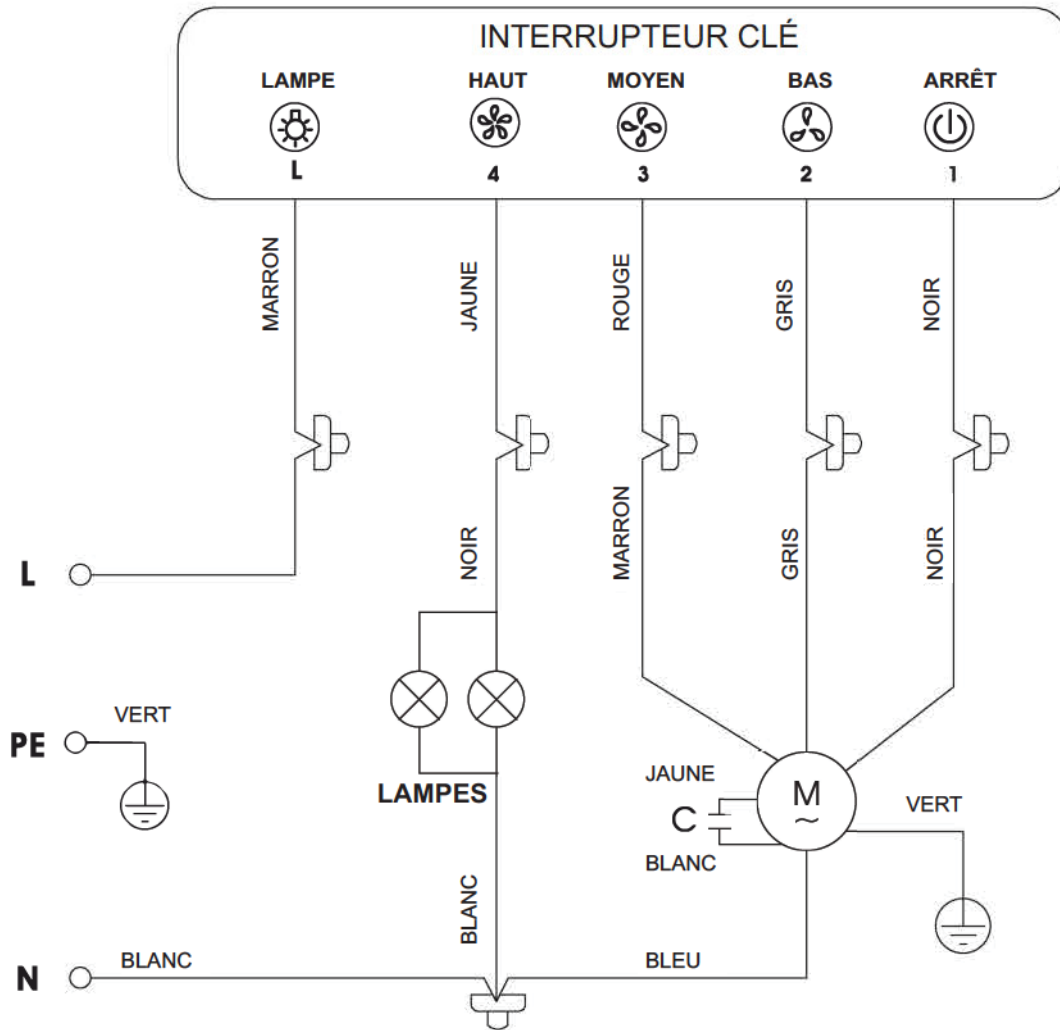 INTERRUPTEUR CLÉ
LAMPE HAUT MOYEN BAS ARRÊT
L 4 3 2 1
MARRON JAUNE ROUGE GRIS NOIR
NOIR MARRON GRIS NOIR
L
VERT
PE
LAMPES
JAUNE
M
~
C
VERT
BLANC
BLANC
N
BLANC
BLEU